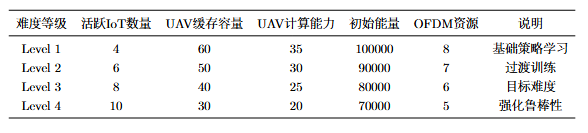 难度等级 活跃IoT数量 UAV缓存容量 UAV计算能力 初始能量 OFDM资源 说明
Level 1 4 60 35 100000 8 基础策略学习
Level 2 6 50 30 90000 7 过渡训练
Level 3 8 40 25 80000 6 目标难度
Level 4 10 30 20 70000 5 强化鲁棒性